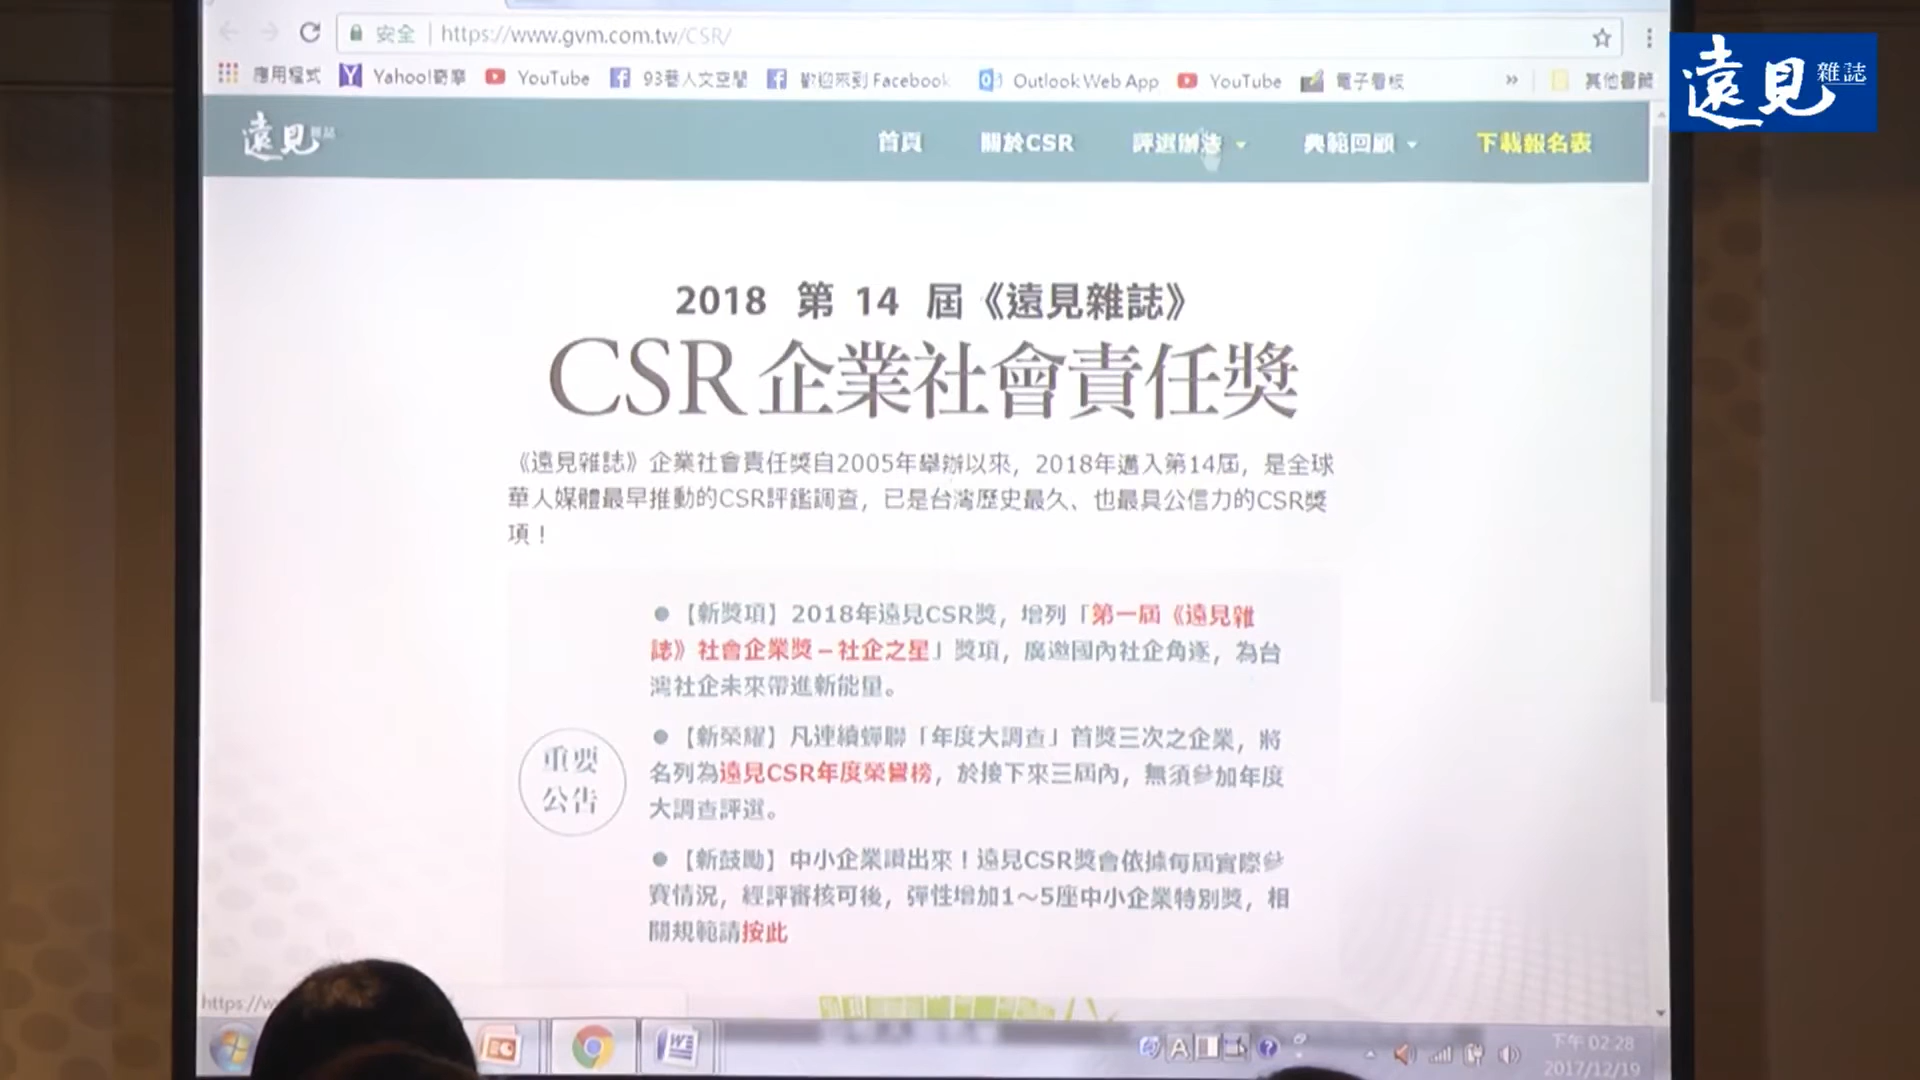 安全 | https://www.gvm.com.tw/CSR/
應用程式 Yahoo!奇摩 YouTube 93巷人文空間 歡迎來到 Facebook Outlook Web App YouTube 電子看板 » 其他書籤
遠見雜誌
遠見雜誌 首頁 關於CSR 評選辦法 典範回顧 下載報名表
2018 第 14 屆《遠見雜誌》
CSR企業社會責任獎
《遠見雜誌》企業社會責任獎自2005年舉辦以來，2018年邁入第14屆，是全球
華人媒體最早推動的CSR評鑑調查，已是台灣歷史最久、也最具公信力的CSR獎
項！
重要
公告
●【新獎項】2018年遠見CSR獎，增列「第一屆《遠見雜
誌》社會企業獎－社企之星」獎項，廣邀國內社企角逐，為台
灣社企未來帶進新能量。
●【新榮耀】凡連續蟬聯「年度大調查」首獎三次之企業，將
名列為遠見CSR年度榮譽榜，於接下來三屆內，無須參加年度
大調查評選。
●【新鼓勵】中小企業讚出來！遠見CSR獎會依據每屆實際參
賽情況，經評審核可後，彈性增加1～5座中小企業特別獎，相
關規範請按此
下午 02:28
2017/12/19